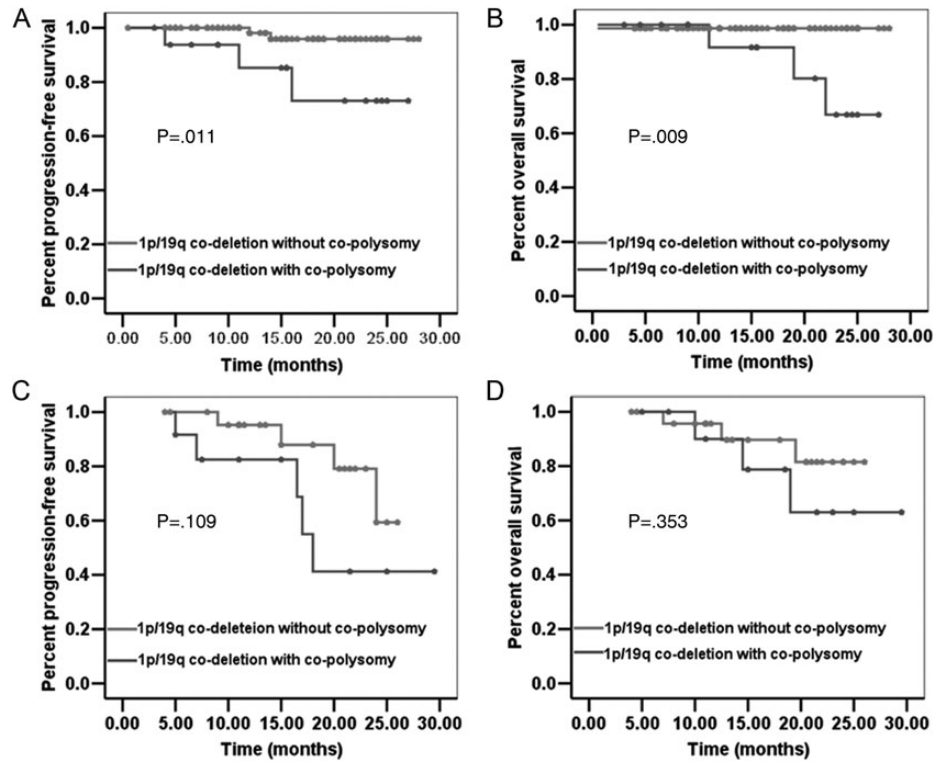 A
Percent progression-free survival
1.0
0.8
0.6
0.4
0.2
0.0
P=.011
1p/19q co-deletion without co-polysomy
1p/19q co-deletion with co-polysomy
0.00 5.00 10.00 15.00 20.00 25.00 30.00
Time (months)
B
Percent overall survival
1.0
0.8
0.6
0.4
0.2
0.0
P=.009
1p/19q co-deletion without co-polysomy
1p/19q co-deletion with co-polysomy
0.00 5.00 10.00 15.00 20.00 25.00 30.00
Time (months)
C
Percent progression-free survival
1.0
0.8
0.6
0.4
0.2
0.0
P=.109
1p/19q co-deleteion without co-polysomy
1p/19q co-deletion with co-polysomy
0.00 5.00 10.00 15.00 20.00 25.00 30.00
Time (months)
D
Percent overall survival
1.0
0.8
0.6
0.4
0.2
0.0
P=.353
1p/19q co-deletion without co-polysomy
1p/19q co-deletion with co-polysomy
0.00 5.00 10.00 15.00 20.00 25.00 30.00
Time (months)